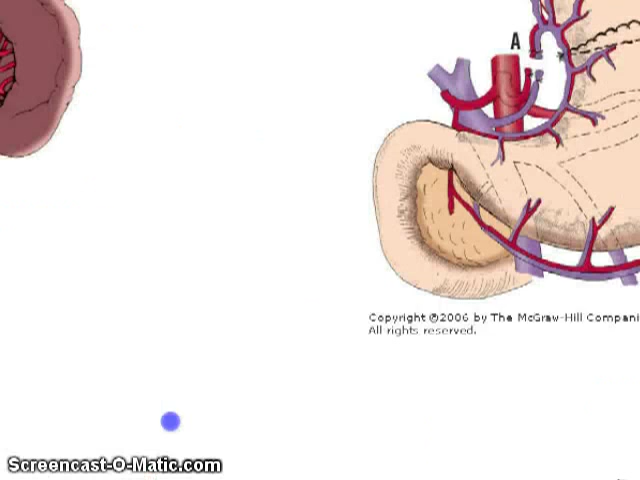 A
Copyright ©2006 by The McGraw-Hill Compani
All rights reserved.
Screencast-O-Matic.com